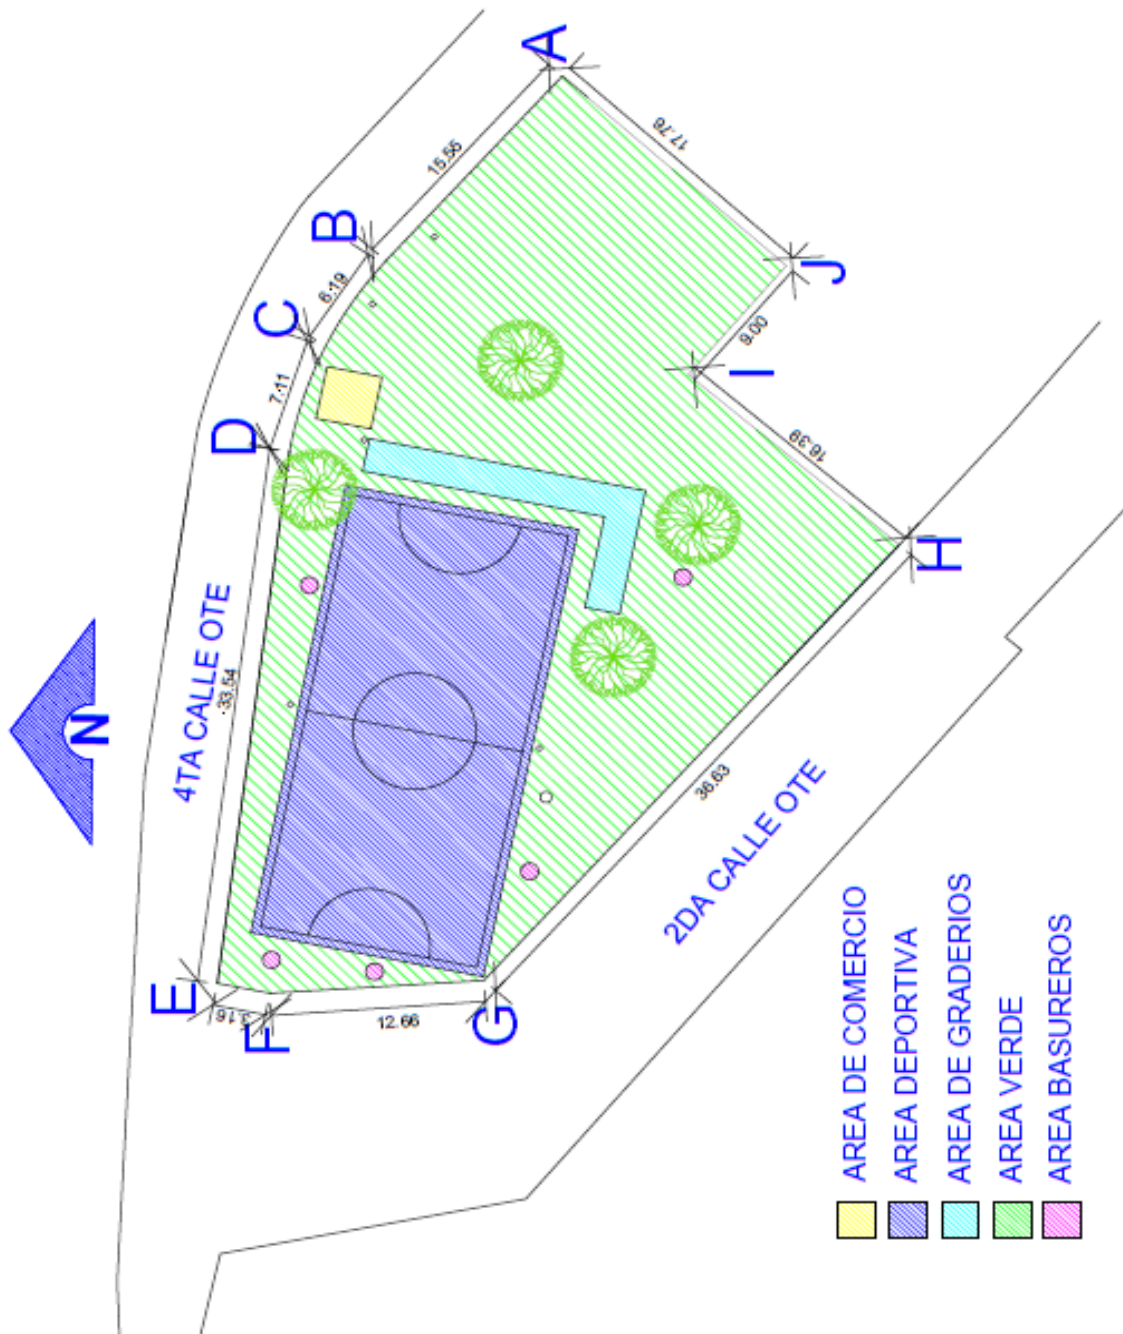 A
15.55
17.76
B
6.19
C
J
9.00
I
7.11
D
16.39
H
4TA CALLE OTE
33.54
N
36.63
2DA CALLE OTE
E
3.16
F
12.66
G
AREA DE COMERCIO
AREA DEPORTIVA
AREA DE GRADERIOS
AREA VERDE
AREA BASUREROS